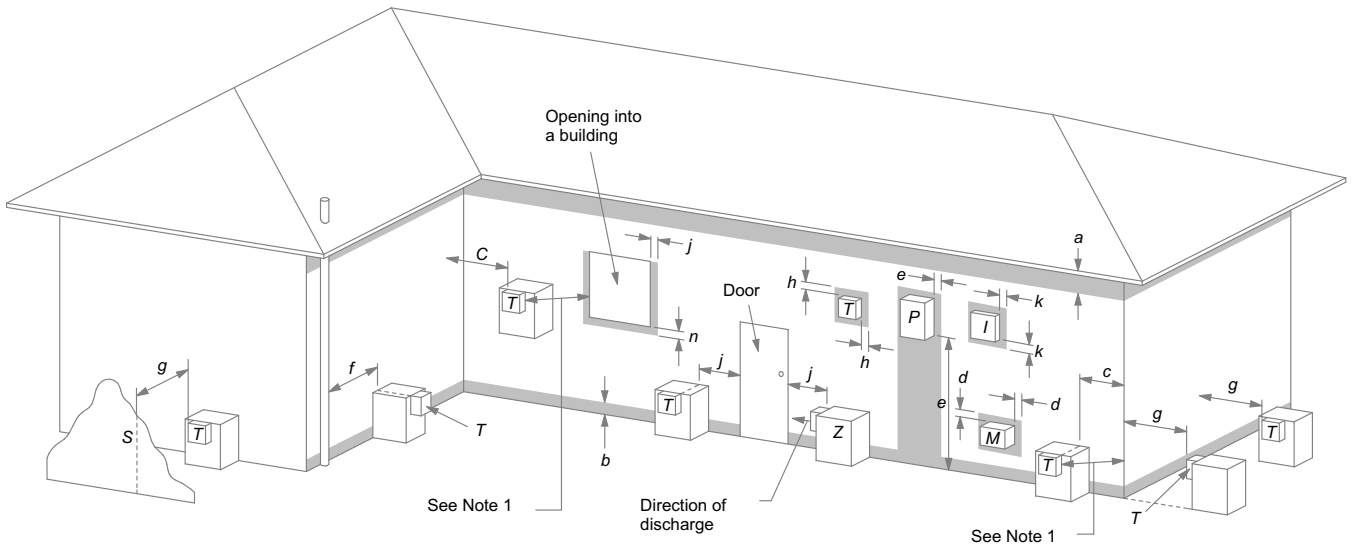 Opening into
a building
j
a
C
h
e
k
Door
T
T
P
I
n
h
k
g
f
j
j
d
e
d
c
g
g
S
T
T
T
Z
M
T
T
b
T
See Note 1
Direction of
discharge
See Note 1
T